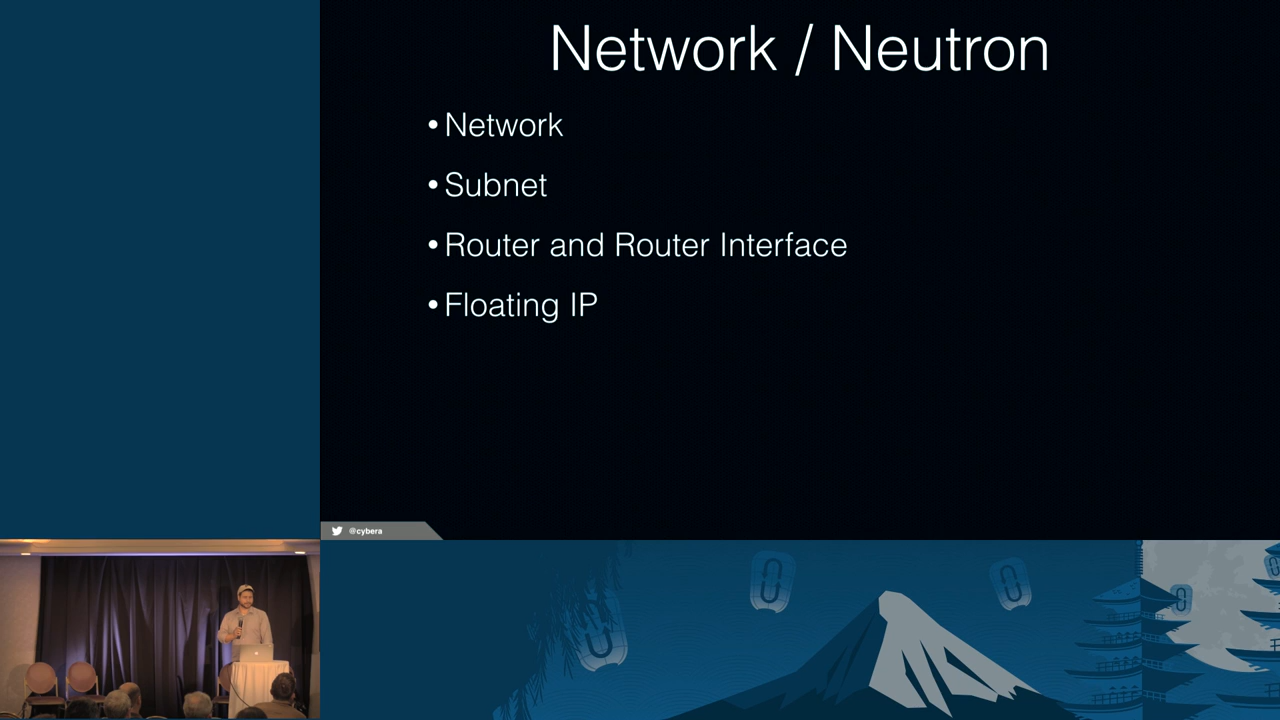 Network / Neutron
• Network
• Subnet
• Router and Router Interface
• Floating IP
@cybera